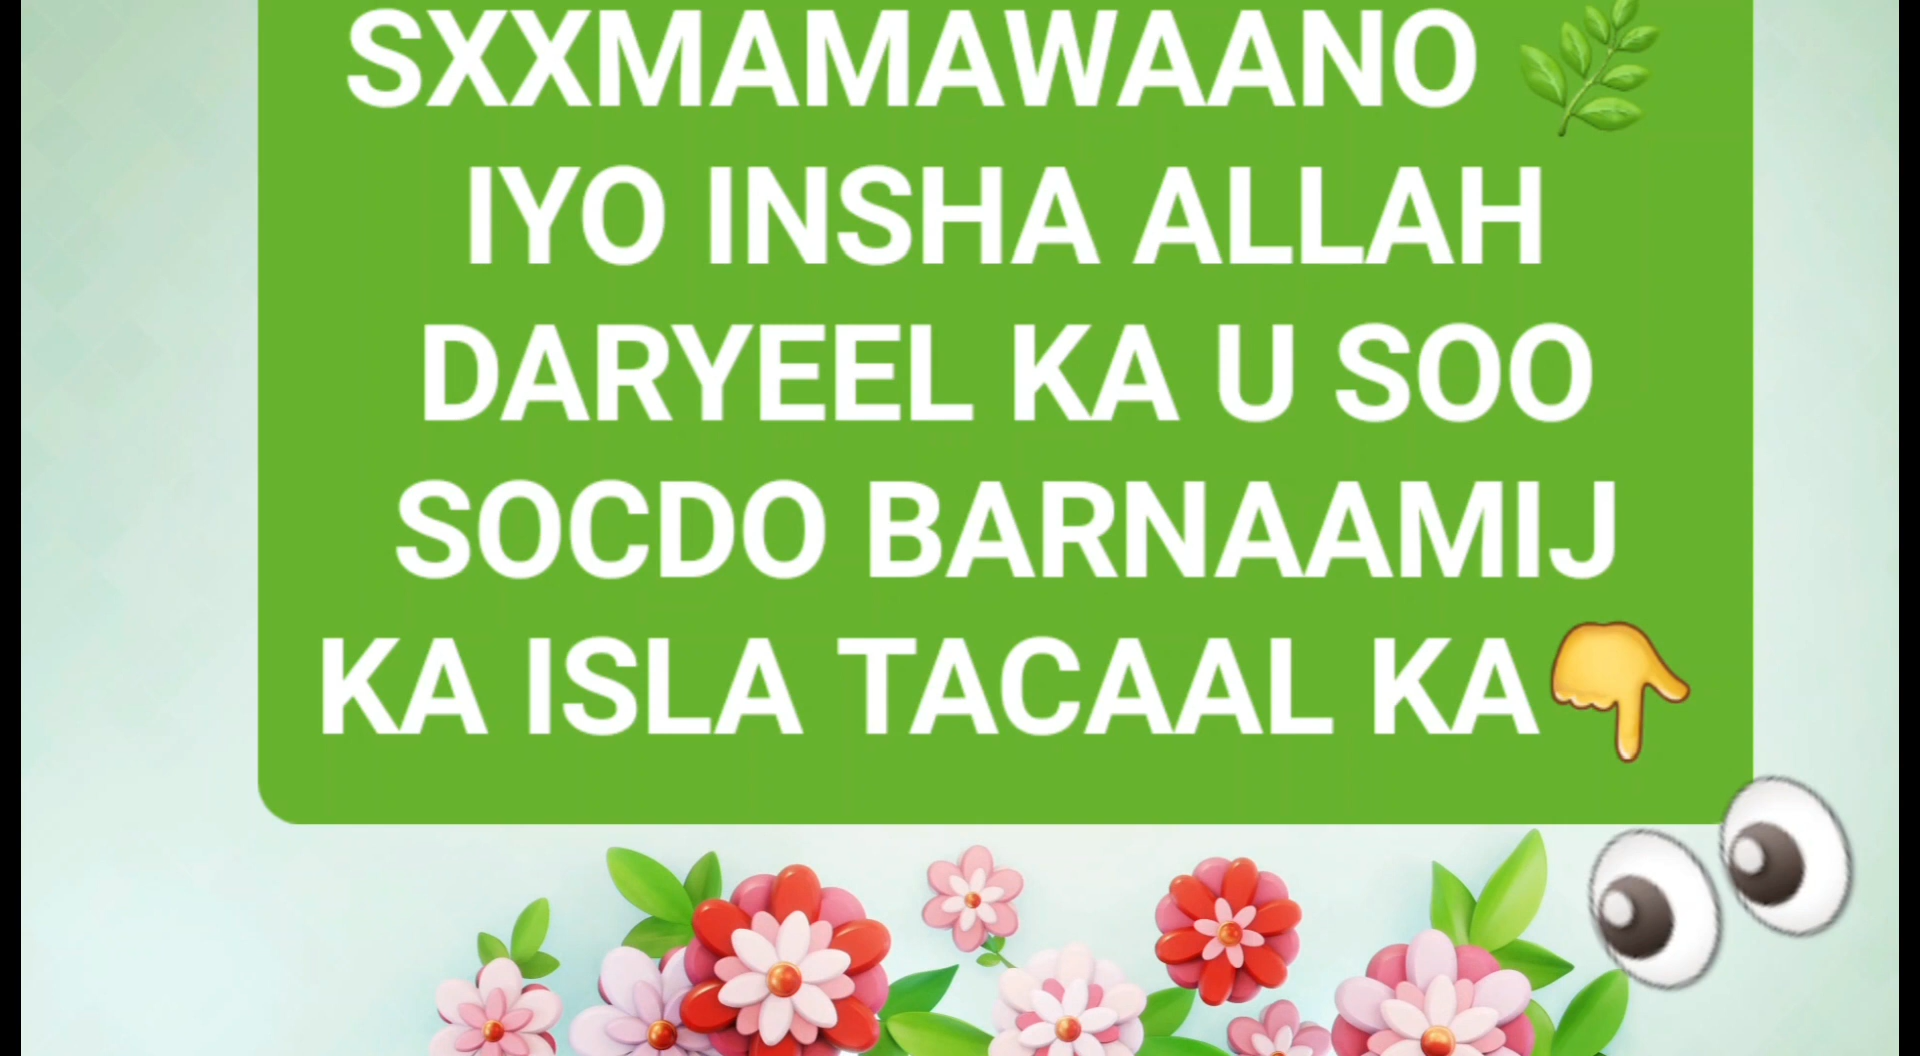 SXXMAMAWAANO 🌿
IYO INSHA ALLAH
DARYEEL KA U SOO
SOCDO BARNAAMIJ
KA ISLA TACAAL KA👇